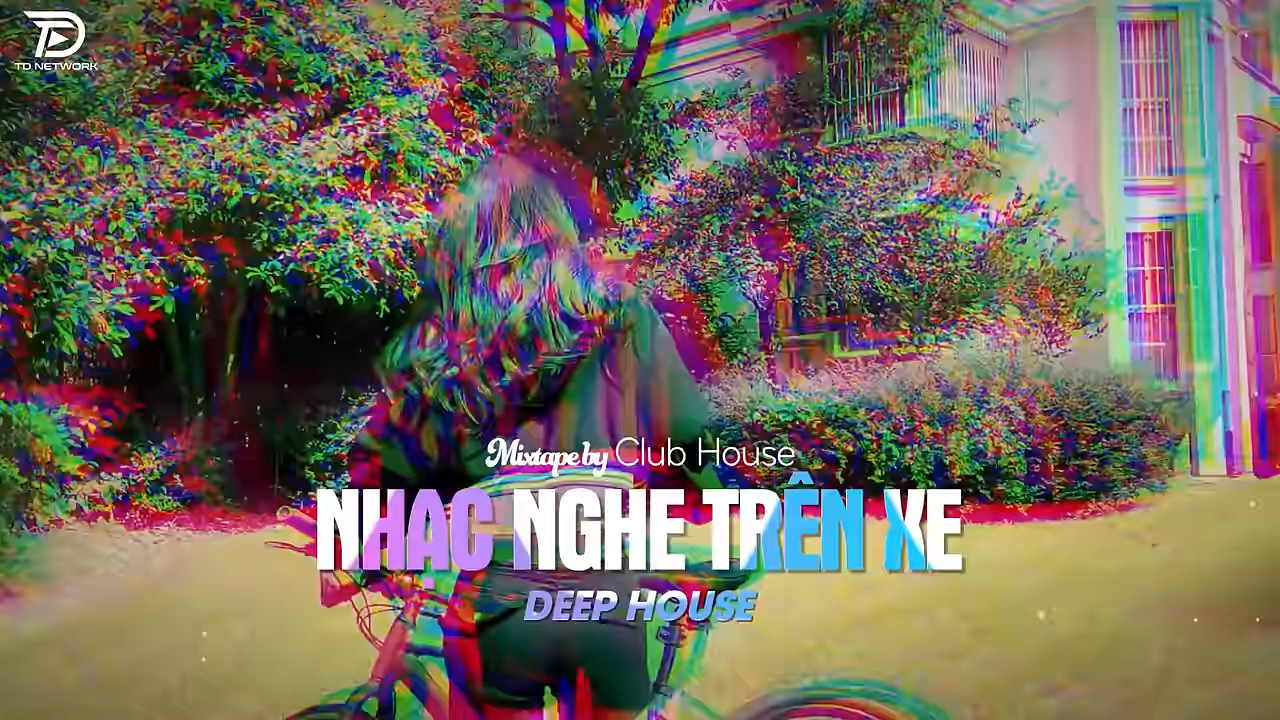 TD NETWORK
Mixtape by Club House
NHẠC NGHE TRÊN XE
DEEP HOUSE